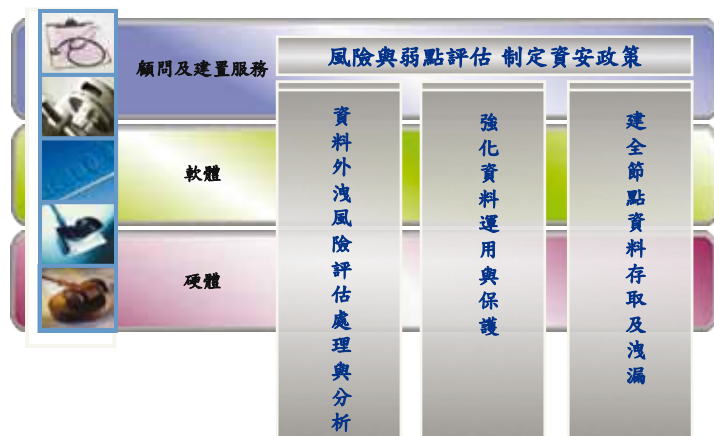 顧問及建置服務
風險與弱點評估 制定資安政策
軟體
硬體
資料外洩風險評估處理與分析
強化資料運用與保護
建全節點資料存取及洩漏